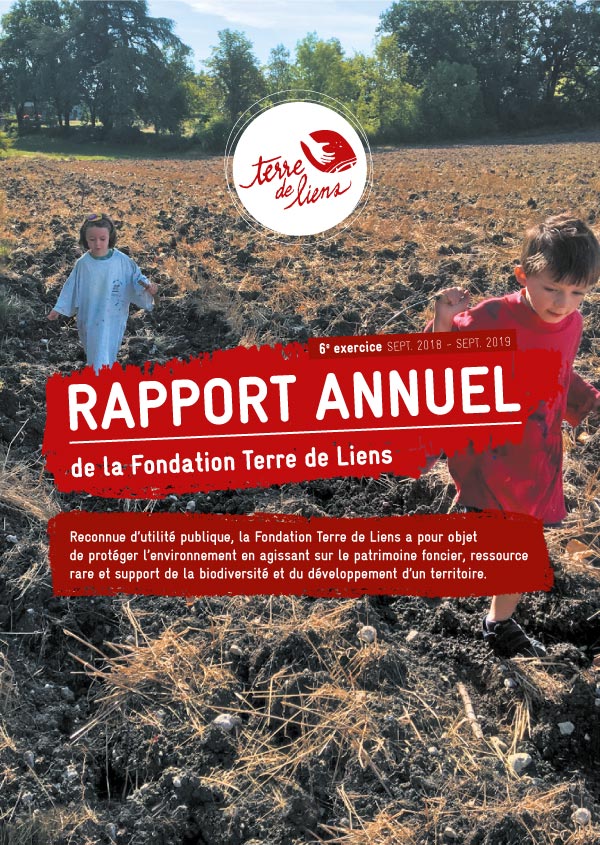 terre
de liens
6e exercice SEPT. 2018 - SEPT. 2019
RAPPORT ANNUEL
de la Fondation Terre de Liens
Reconnue d'utilité publique, la Fondation Terre de Liens a pour objet
de protéger l'environnement en agissant sur le patrimoine foncier, ressource
rare et support de la biodiversité et du développement d'un territoire.